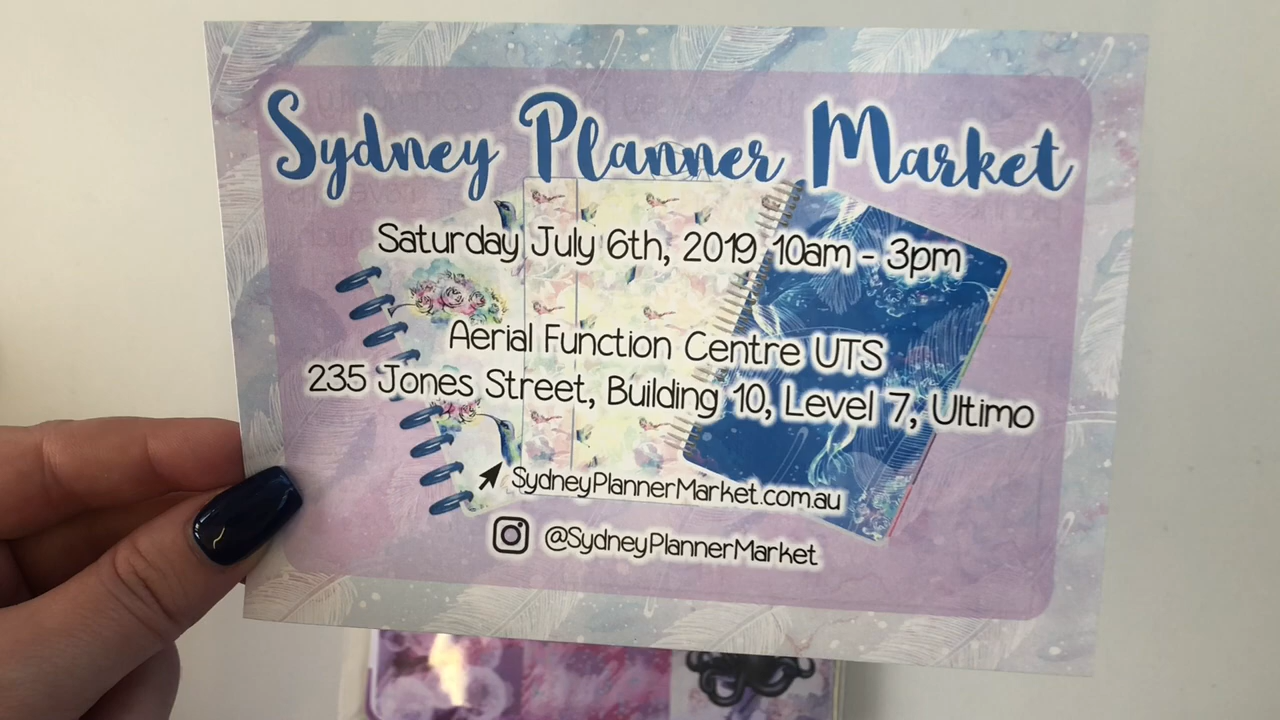 Sydney Planner Market
Saturday July 6th, 2019 10am - 3pm
Aerial Function Centre UTS
235 Jones Street, Building 10, Level 7, Ultimo
SydneyPlannerMarket.com.au
@SydneyPlannerMarket